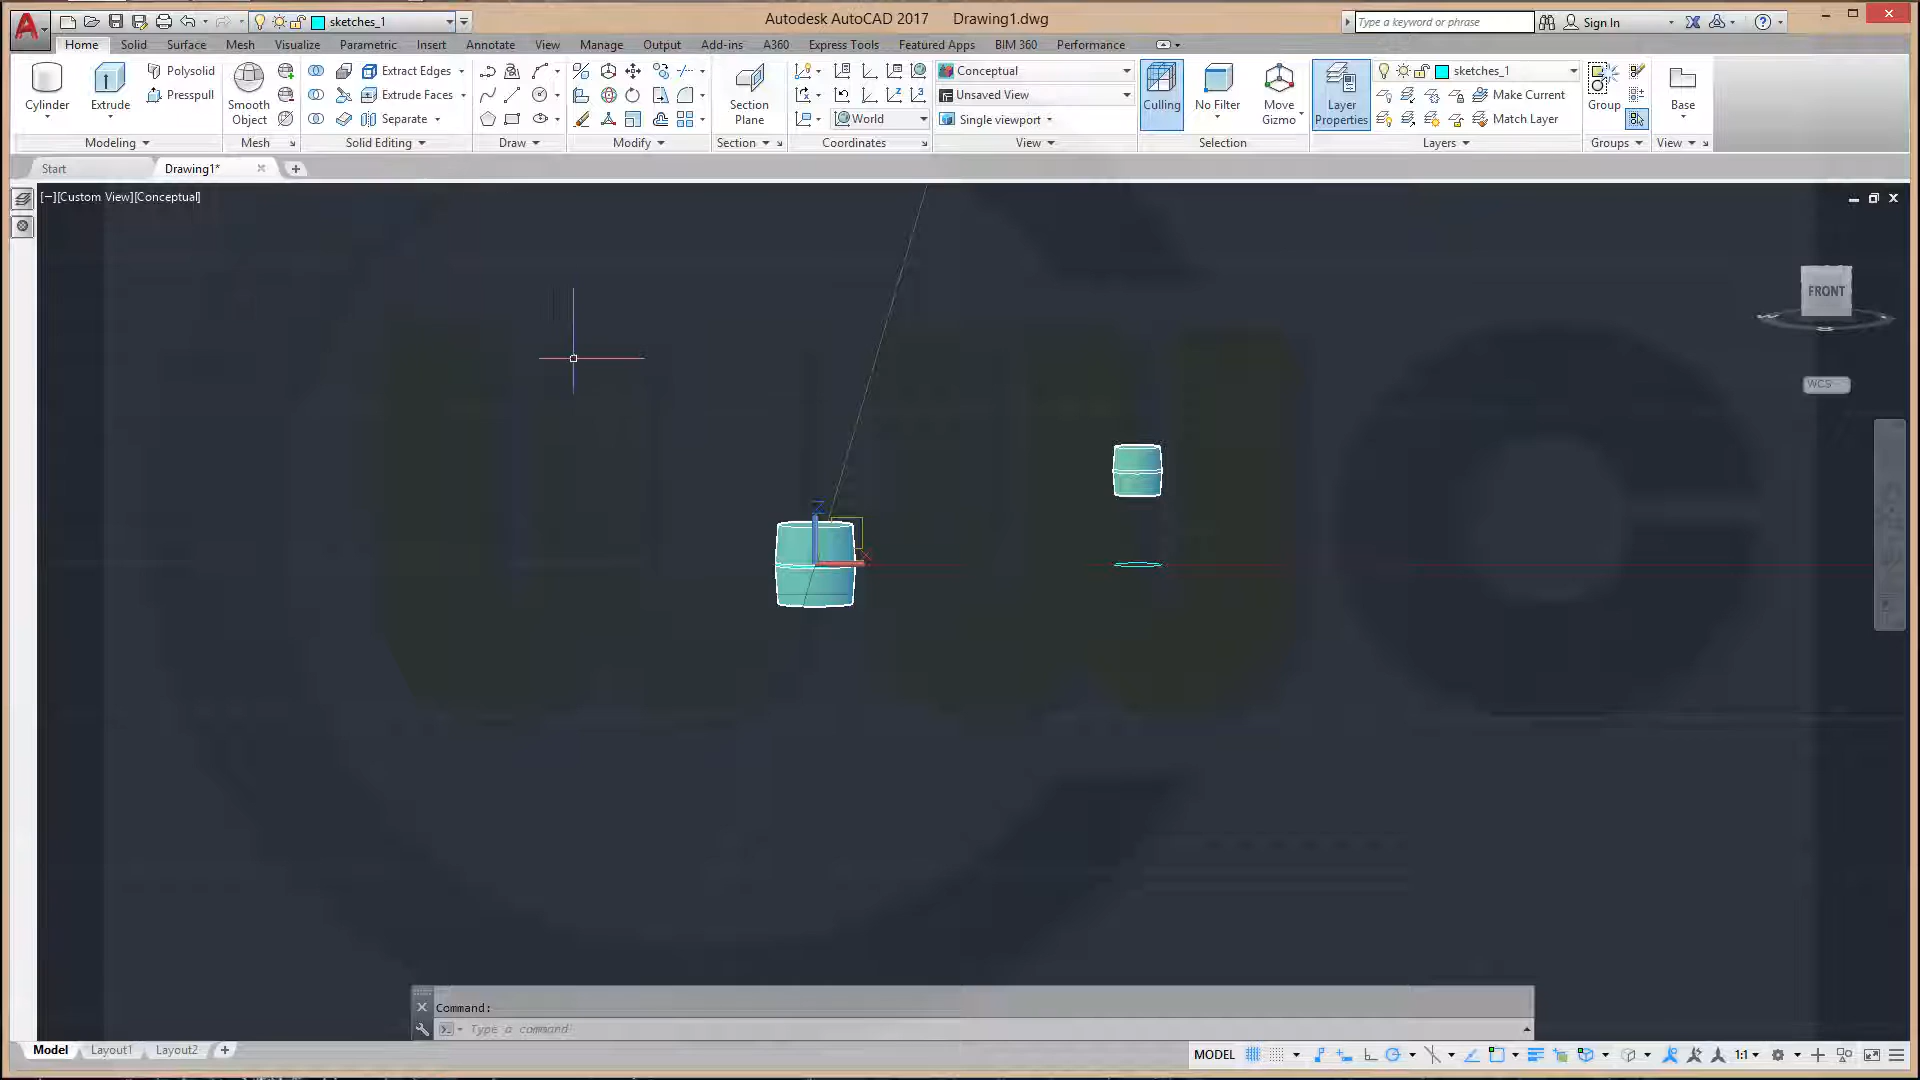 sketches_1
Autodesk AutoCAD 2017 Drawing1.dwg
Type a keyword or phrase
Sign In
Home Solid Surface Mesh Visualize Parametric Insert Annotate View Manage Output Add-ins A360 Express Tools Featured Apps BIM 360 Performance
Cylinder
Extrude
Polysolid
Presspull
Smooth Object
Extract Edges
Extrude Faces
Separate
Section Plane
World
Conceptual
Unsaved View
Single viewport
Culling
No Filter
Move Gizmo
Layer Properties
sketches_1
Make Current
Match Layer
Group
Base
Modeling Mesh Solid Editing Draw Modify Section Coordinates View Selection Layers Groups View
Start Drawing1*
[−][Custom View][Conceptual]
FRONT
WCS
Z
X
Command:
Type a command
Model Layout1 Layout2
MODEL 1:1